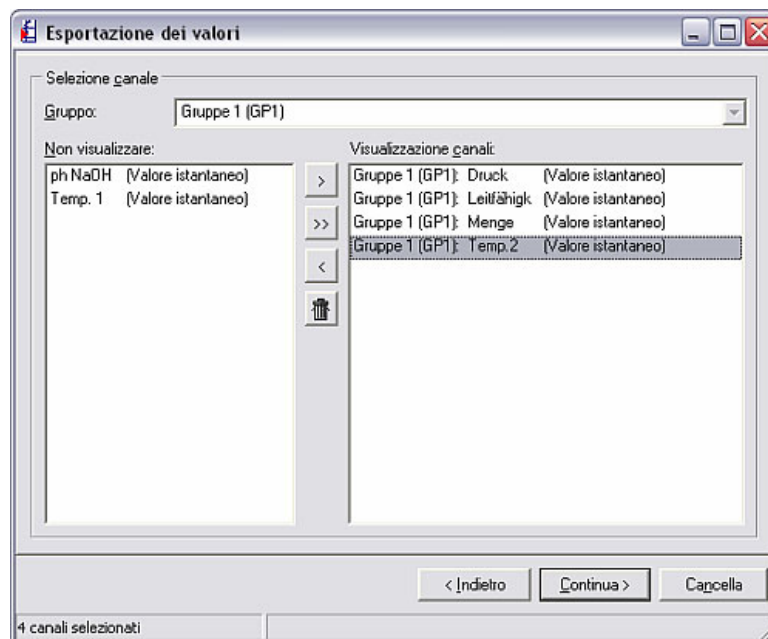 Esportazione dei valori
Selezione canale
Gruppo: Gruppe 1 (GP1)
Non visualizzare:
ph NaOH (Valore istantaneo)
Temp. 1 (Valore istantaneo)
>
>>
<
Visualizzazione canali:
Gruppe 1 (GP1): Druck (Valore istantaneo)
Gruppe 1 (GP1): Leitfähigk (Valore istantaneo)
Gruppe 1 (GP1): Menge (Valore istantaneo)
Gruppe 1 (GP1): Temp.2 (Valore istantaneo)
< Indietro
Continua >
Cancella
4 canali selezionati